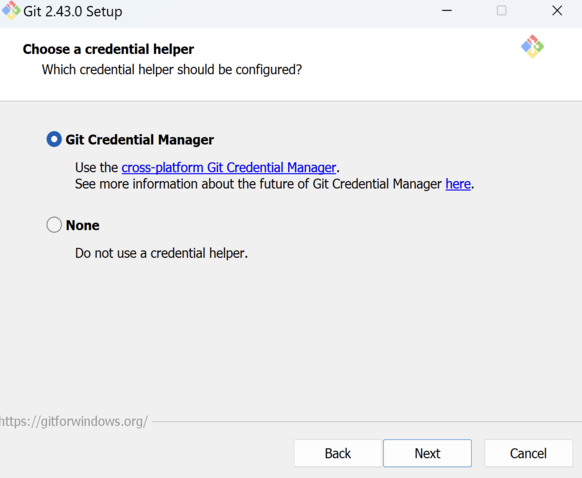 Git 2.43.0 Setup
Choose a credential helper
Which credential helper should be configured?
Git Credential Manager
Use the cross-platform Git Credential Manager.
See more information about the future of Git Credential Manager here.
None
Do not use a credential helper.
https://gitforwindows.org/
Back Next Cancel